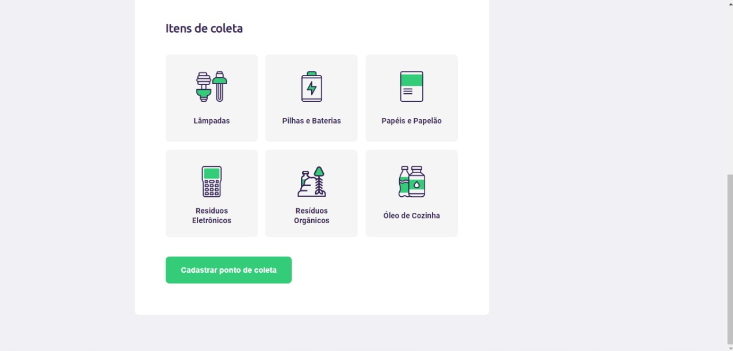 Itens de coleta
Lâmpadas
Pilhas e Baterias
Papéis e Papelão
Resíduos
Eletrônicos
Resíduos
Orgânicos
Óleo de Cozinha
Cadastrar ponto de coleta